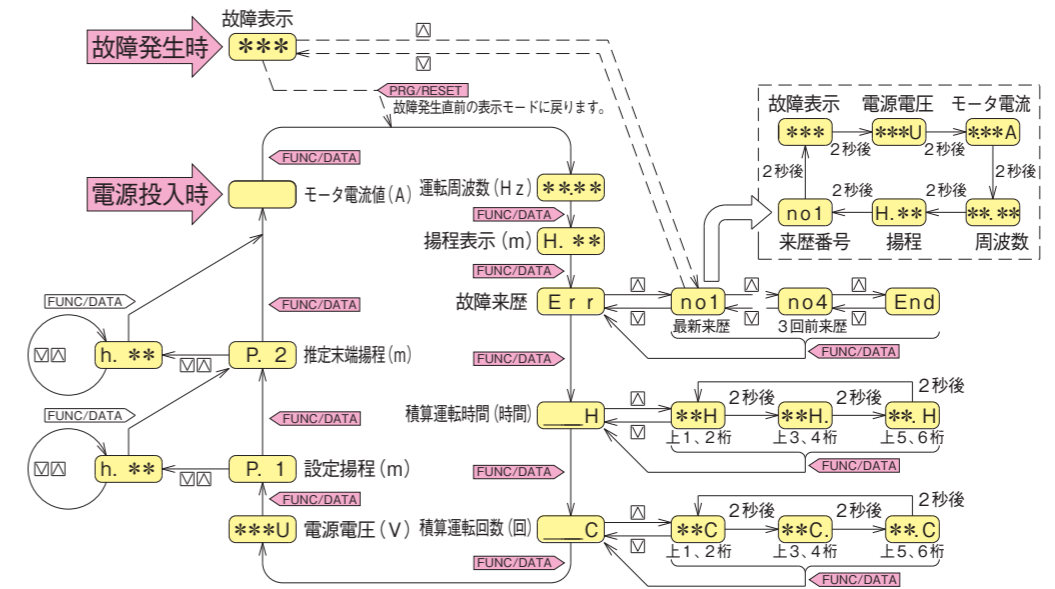 故障表示
故障発生時
***
PRG/RESET
故障発生直前の表示モードに戻ります。
故障表示 電源電圧 モータ電流
*** ***U ***A
2秒後 2秒後
2秒後 2秒後
2秒後 2秒後
no1 H.** **.**
来歴番号 揚程 周波数
FUNC/DATA
電源投入時
モータ電流値(A)
運転周波数(Hz) **.**
FUNC/DATA
揚程表示(m) H. **
FUNC/DATA
故障来歴 Err no1 no4 End
最新来歴 3回前来歴
FUNC/DATA
FUNC/DATA
FUNC/DATA
FUNC/DATA
h. ** P. 2 推定末端揚程(m)
FUNC/DATA
FUNC/DATA
積算運転時間(時間) ___H **H **H. **.H
2秒後 2秒後 2秒後
上1、2桁 上3、4桁 上5、6桁
FUNC/DATA
FUNC/DATA
h. ** P. 1 設定揚程(m)
FUNC/DATA
***U 電源電圧(V)
積算運転回数(回) ___C **C **C. **.C
2秒後 2秒後 2秒後
上1、2桁 上3、4桁 上5、6桁
FUNC/DATA
FUNC/DATA